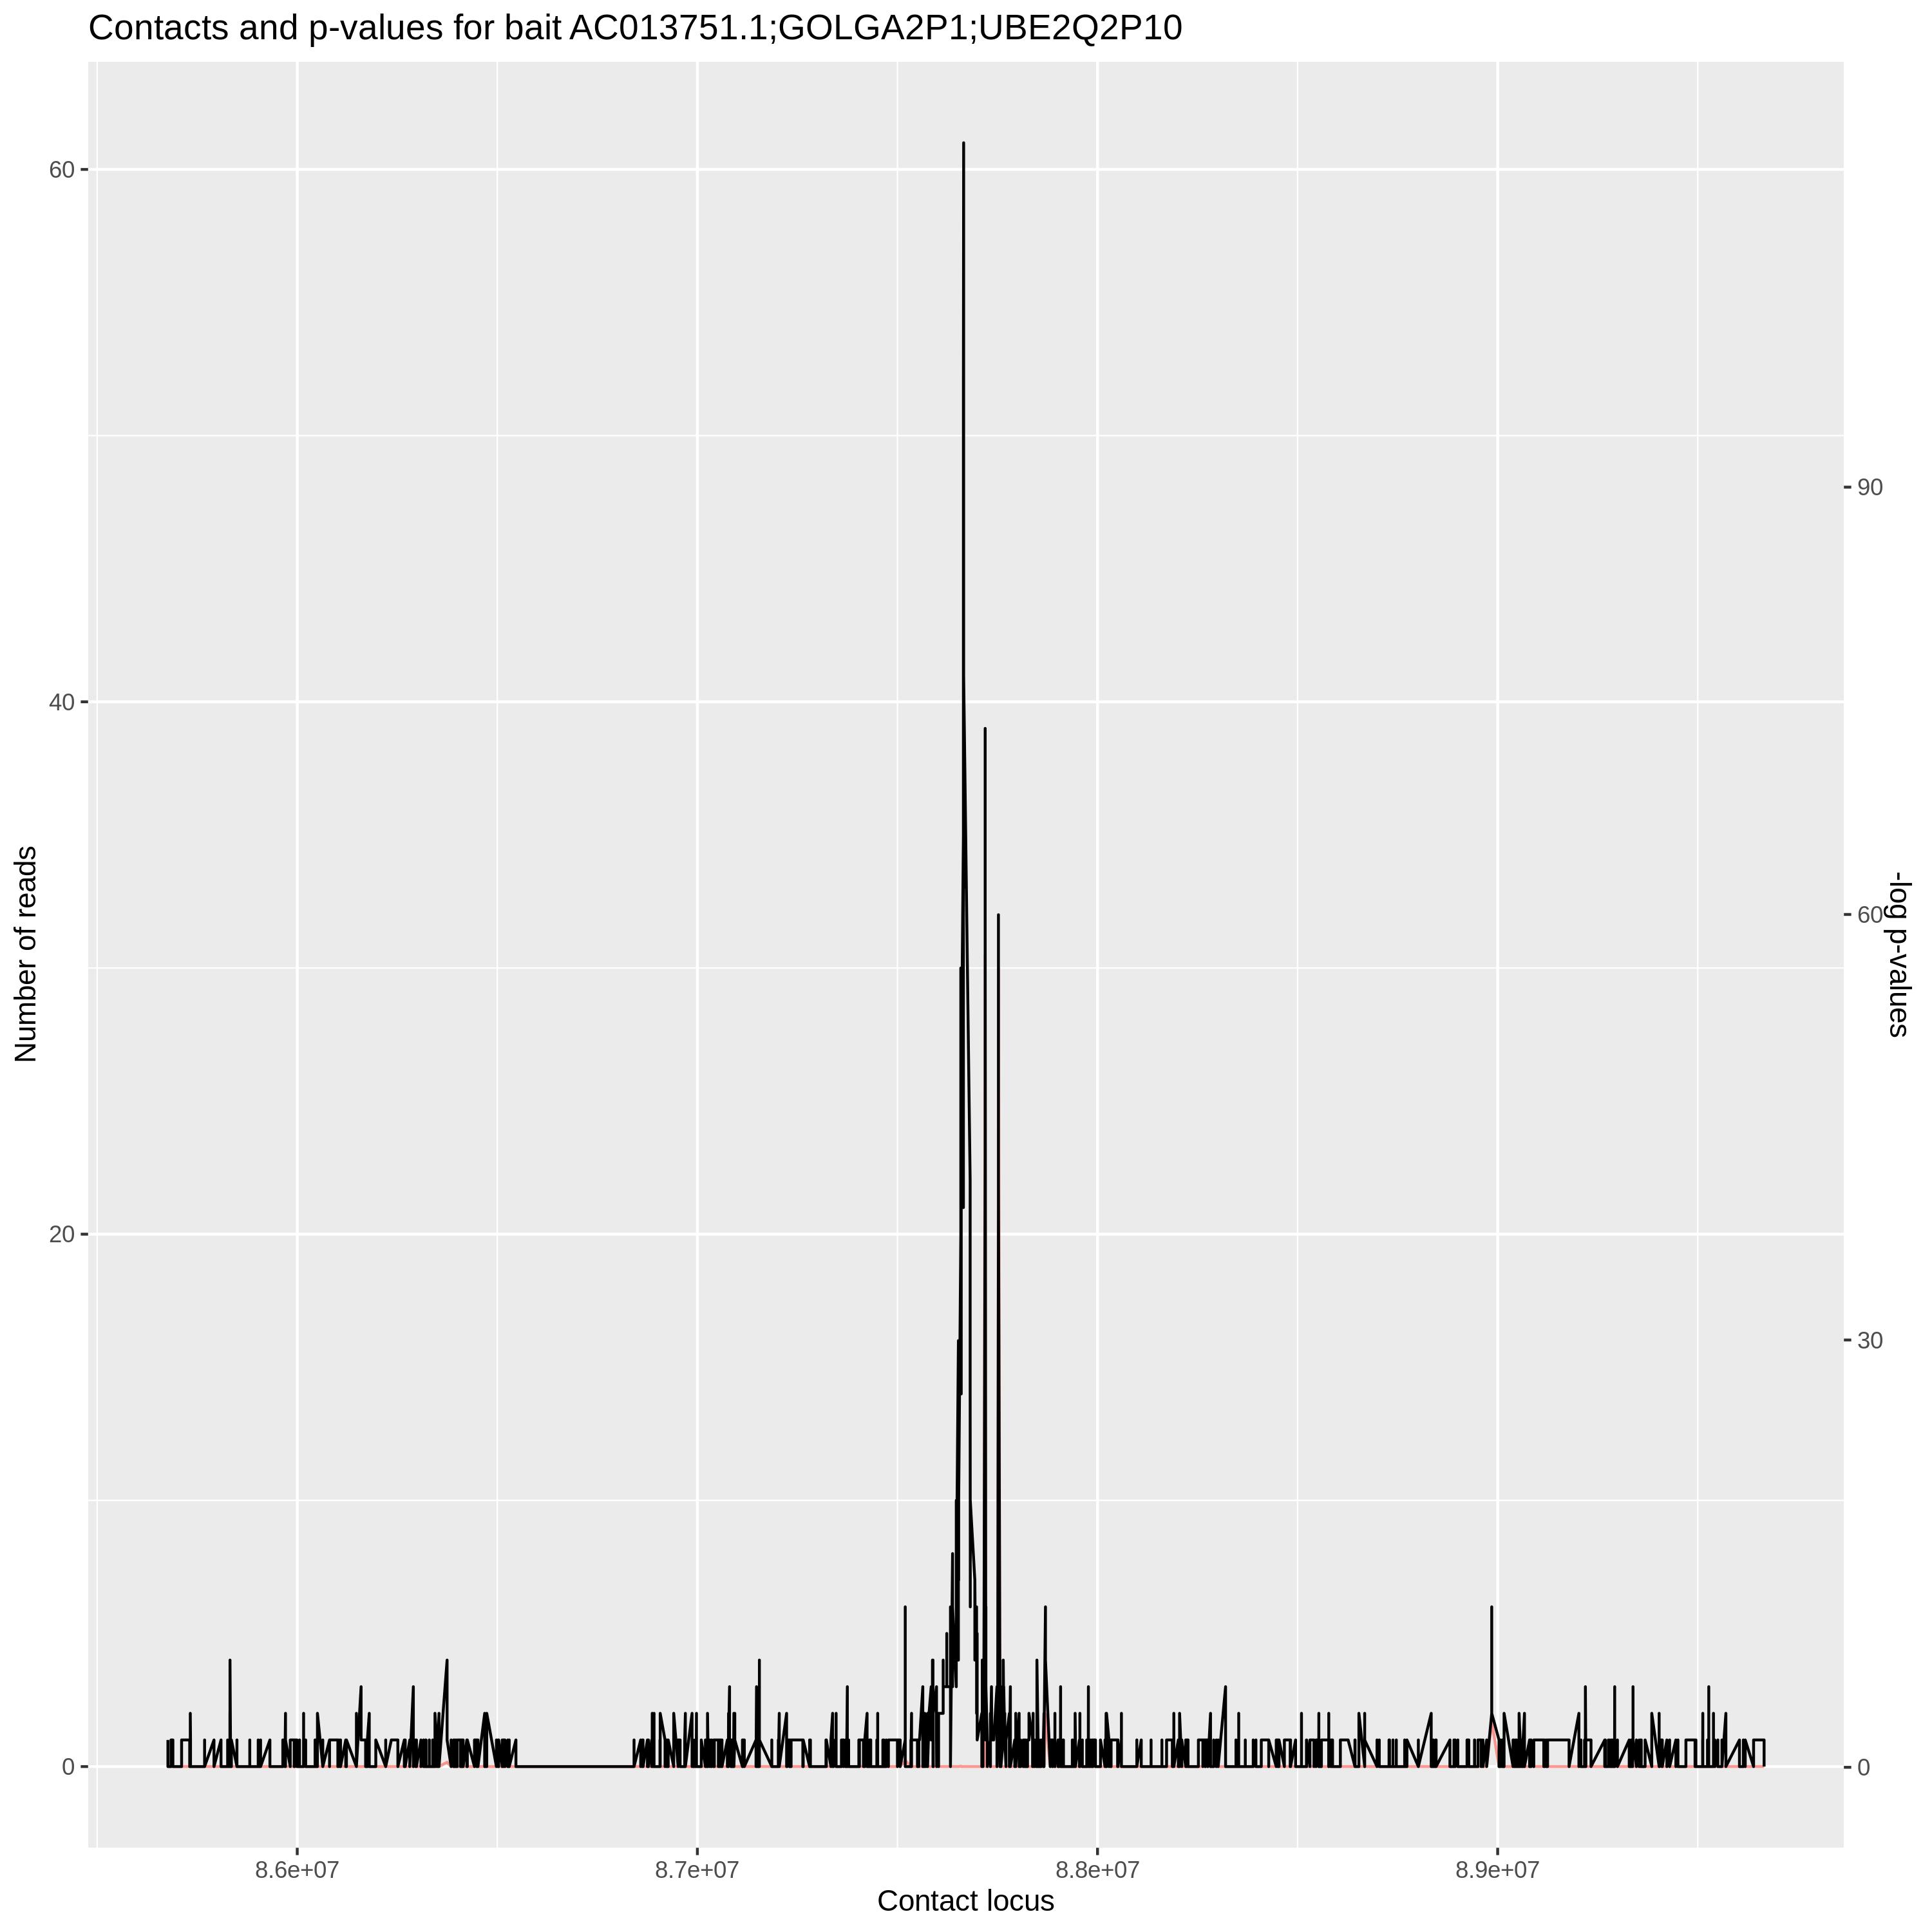 Contacts and p-values for bait AC013751.1;GOLGA2P1;UBE2Q2P10
60
40
20
0
90
60
30
0
Number of reads
-log p-values
8.6e+07
8.7e+07
8.8e+07
8.9e+07
Contact locus